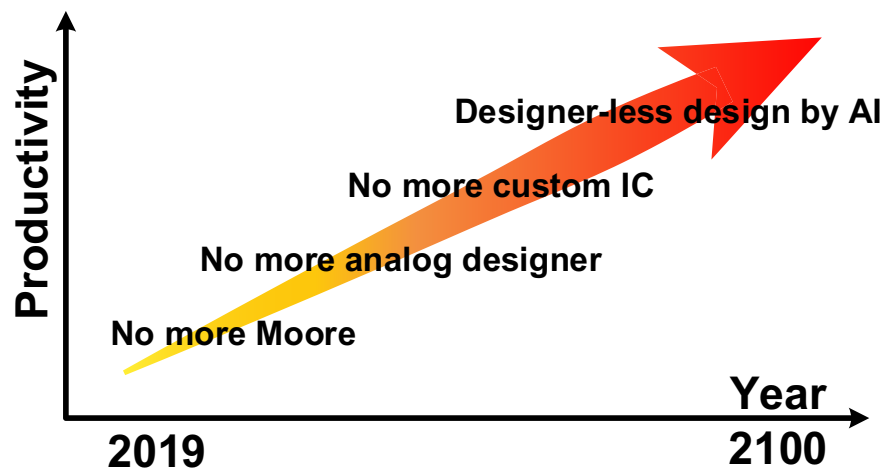 Productivity
Designer-less design by AI
No more custom IC
No more analog designer
No more Moore
Year
2019
2100